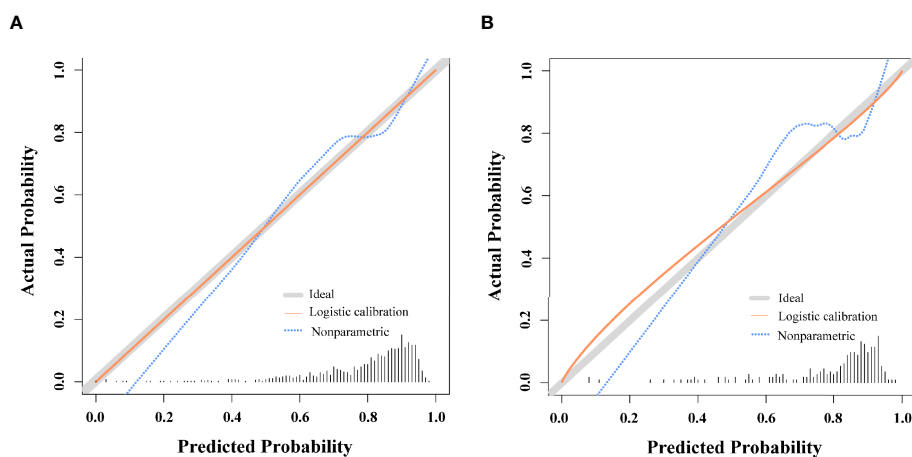 A
Actual Probability
1.0
0.8
0.6
0.4
0.2
0.0
Ideal
Logistic calibration
Nonparametric
0.0 0.2 0.4 0.6 0.8 1.0
Predicted Probability
B
Actual Probability
1.0
0.8
0.6
0.4
0.2
0.0
Ideal
Logistic calibration
Nonparametric
0.0 0.2 0.4 0.6 0.8 1.0
Predicted Probability